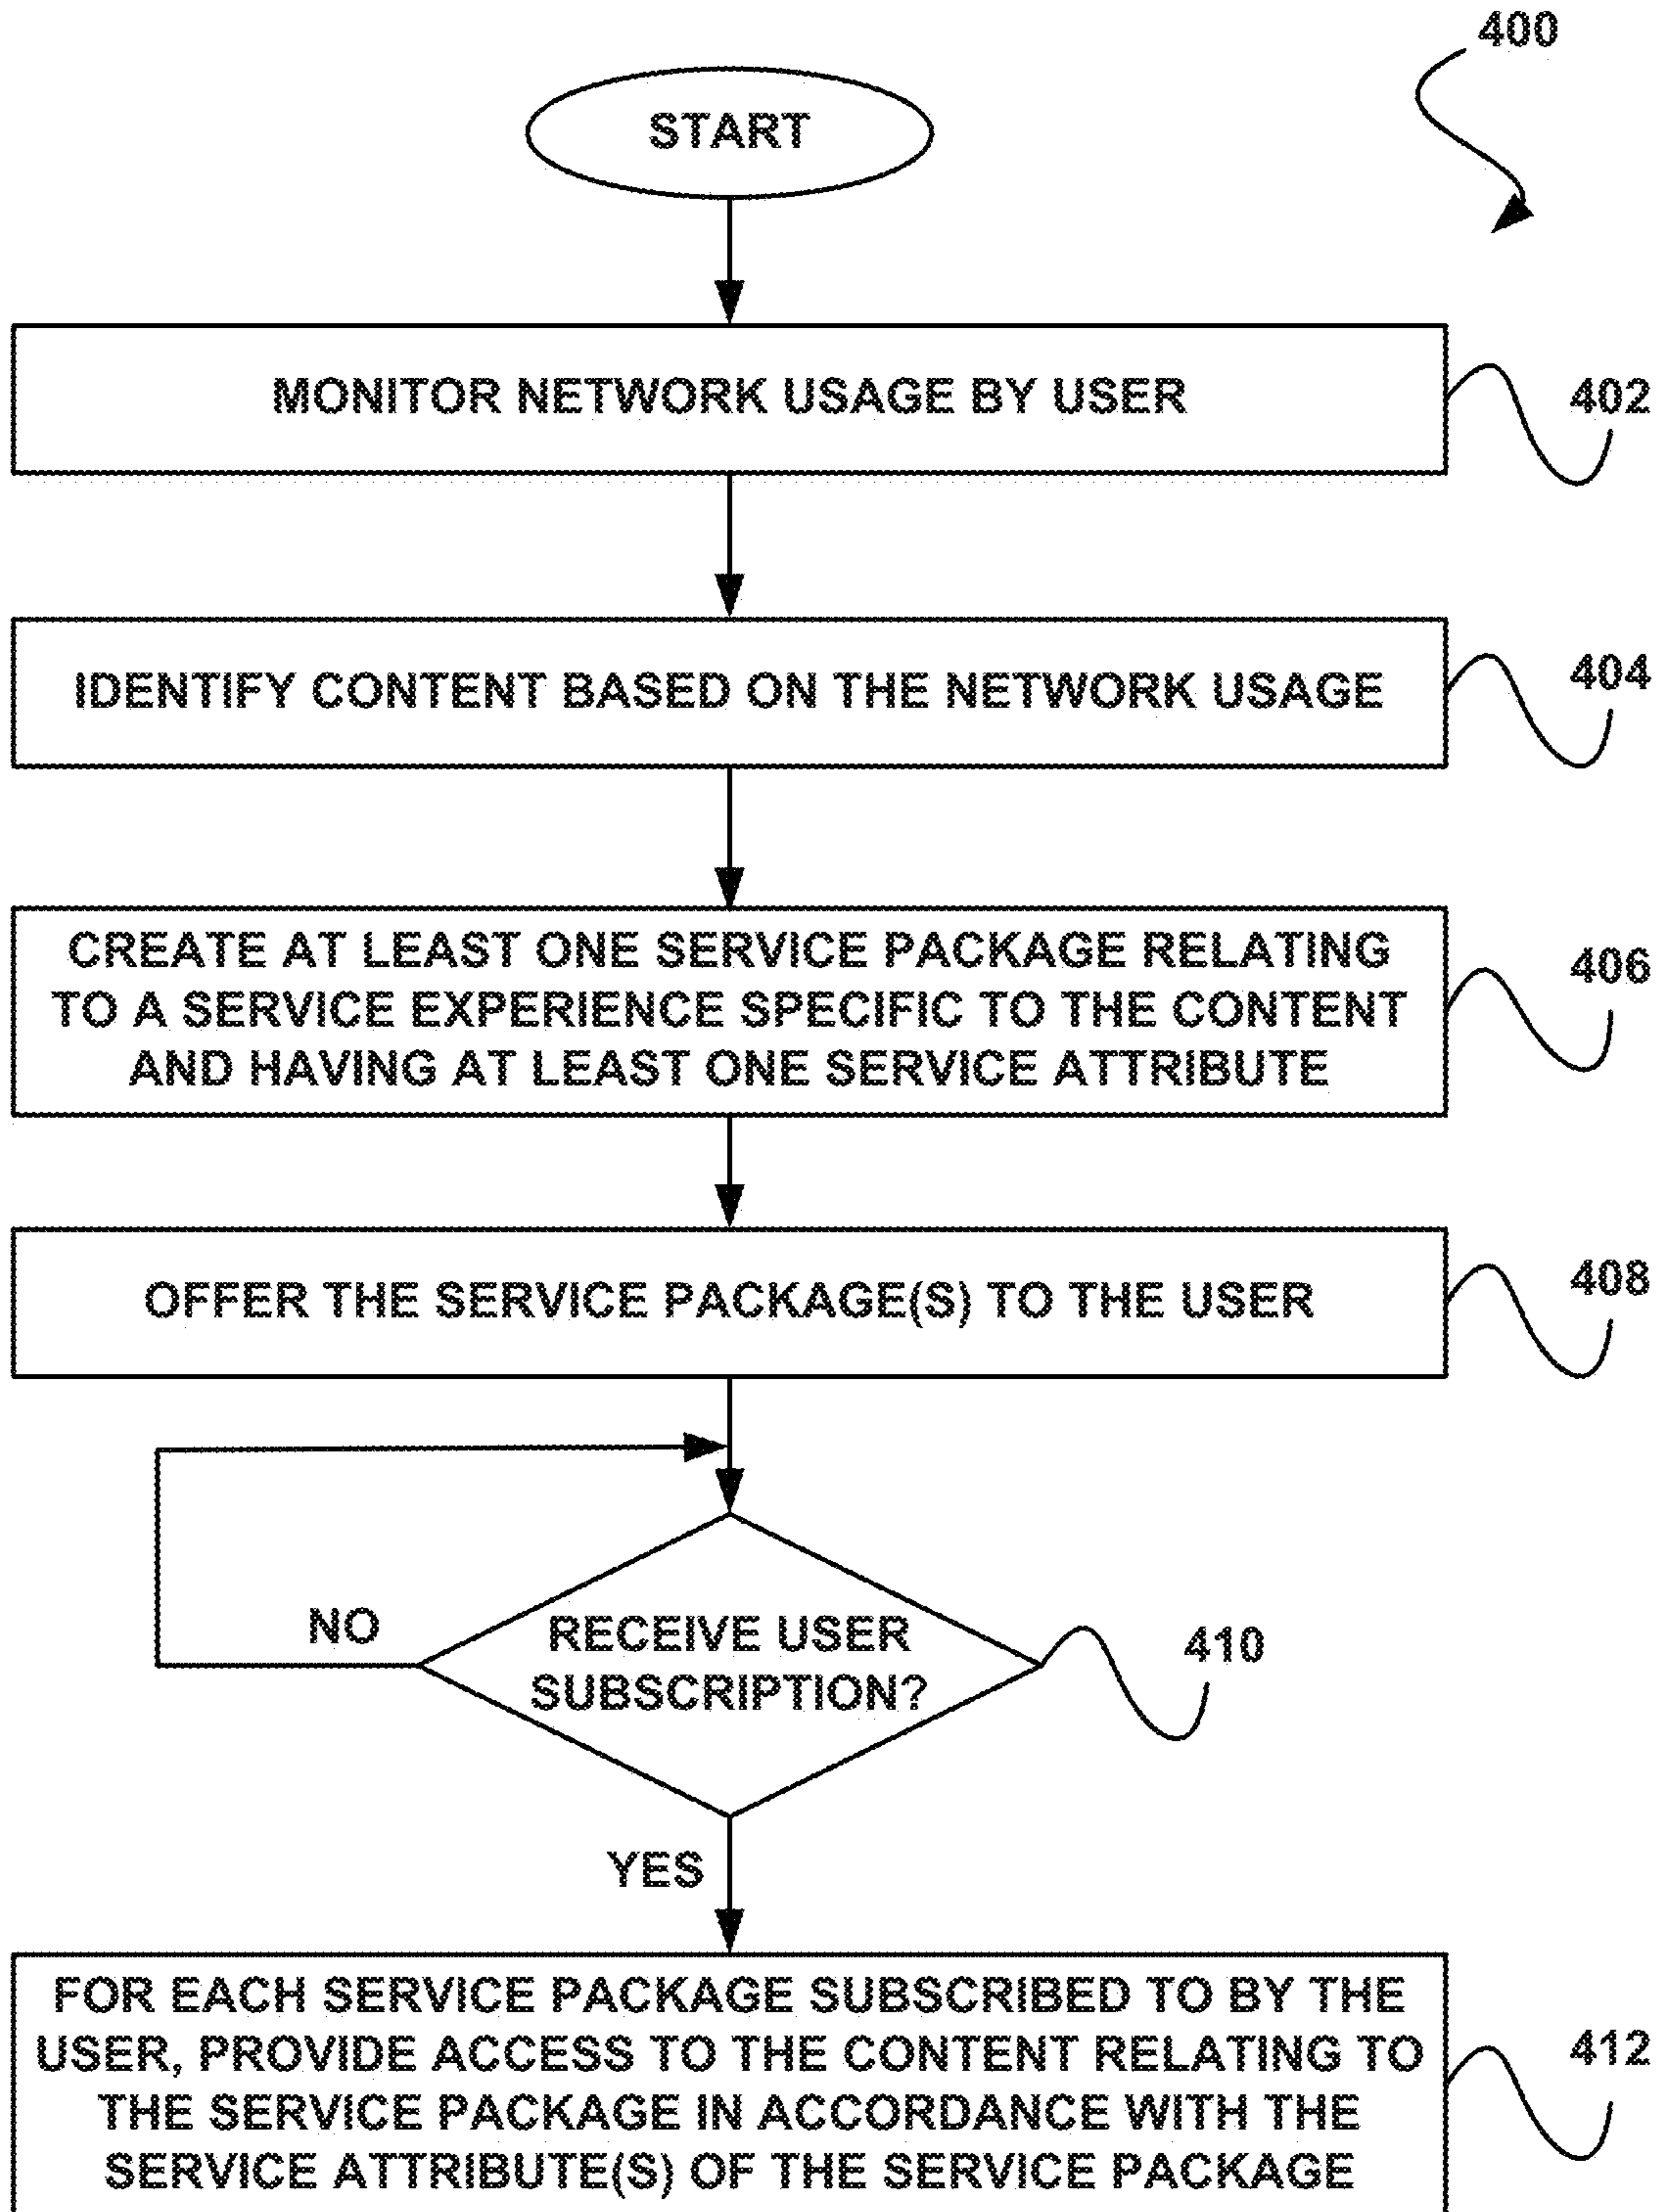 400
START
MONITOR NETWORK USAGE BY USER
402
IDENTIFY CONTENT BASED ON THE NETWORK USAGE
404
CREATE AT LEAST ONE SERVICE PACKAGE RELATING
TO A SERVICE EXPERIENCE SPECIFIC TO THE CONTENT
AND HAVING AT LEAST ONE SERVICE ATTRIBUTE
406
OFFER THE SERVICE PACKAGE(S) TO THE USER
408
NO
RECEIVE USER
SUBSCRIPTION?
410
YES
FOR EACH SERVICE PACKAGE SUBSCRIBED TO BY THE
USER, PROVIDE ACCESS TO THE CONTENT RELATING TO
THE SERVICE PACKAGE IN ACCORDANCE WITH THE
SERVICE ATTRIBUTE(S) OF THE SERVICE PACKAGE
412